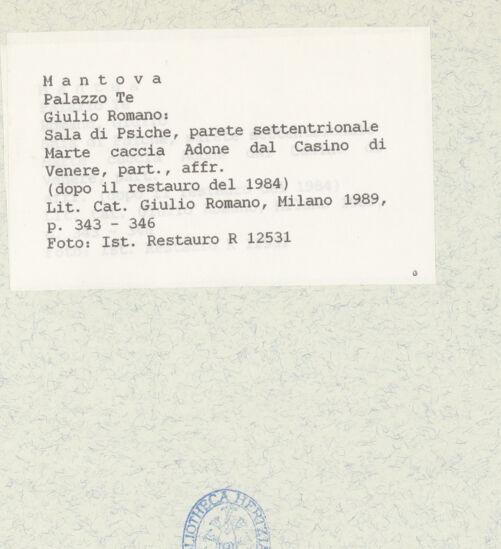 M a n t o v a
Palazzo Te
Giulio Romano:
Sala di Psiche, parete settentrionale
Marte caccia Adone dal Casino di
Venere, part., affr.
(dopo il restauro del 1984)
Lit. Cat. Giulio Romano, Milano 1989,
p. 343 - 346
Foto: Ist. Restauro R 12531